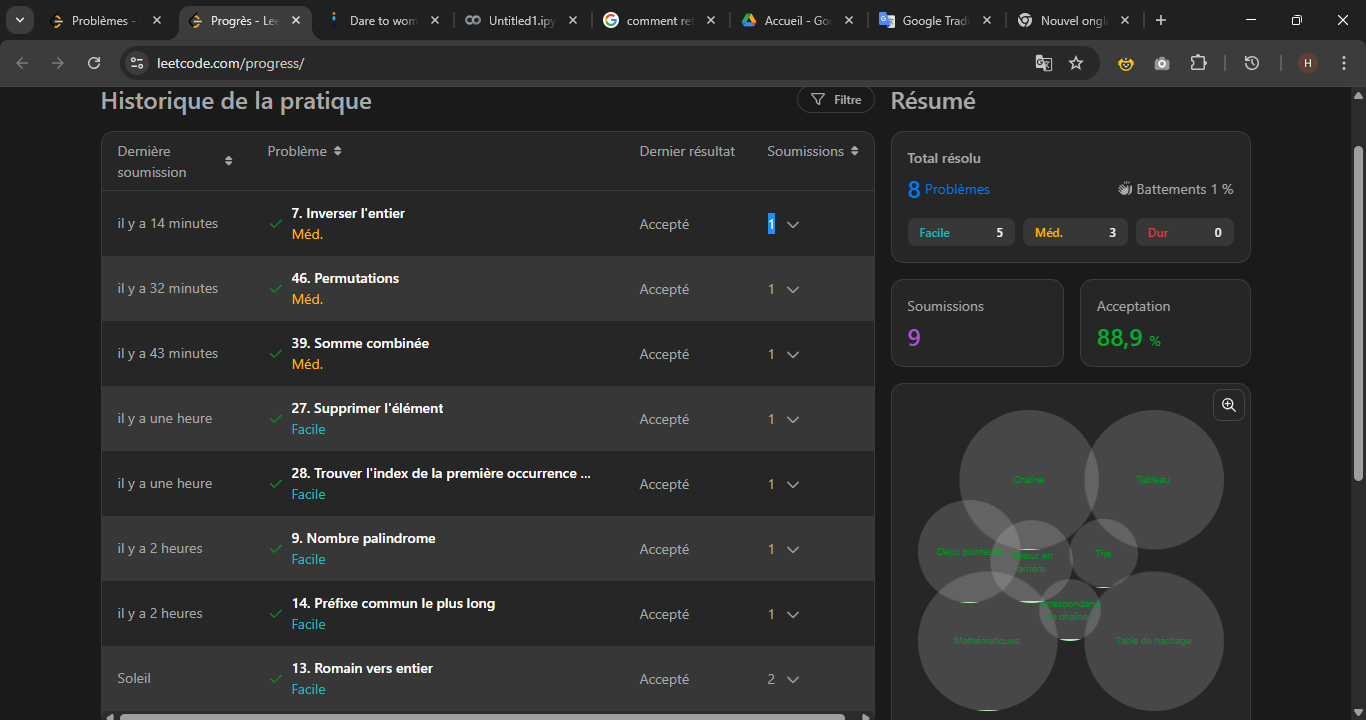 Problèmes -
Progrès - Lee
Dare to wom
Untitled1.ipy
comment ret
Accueil - Goo
Google Trad
Nouvel ongl
leetcode.com/progress/
H
Historique de la pratique
Filtre
Dernière
soumission
Problème
Dernier résultat
Soumissions
il y a 14 minutes
7. Inverser l'entier
Méd.
Accepté
1
il y a 32 minutes
46. Permutations
Méd.
Accepté
1
il y a 43 minutes
39. Somme combinée
Méd.
Accepté
1
il y a une heure
27. Supprimer l'élément
Facile
Accepté
1
il y a une heure
28. Trouver l'index de la première occurrence ...
Facile
Accepté
1
il y a 2 heures
9. Nombre palindrome
Facile
Accepté
1
il y a 2 heures
14. Préfixe commun le plus long
Facile
Accepté
1
Soleil
13. Romain vers entier
Facile
Accepté
2
Résumé
Total résolu
8 Problèmes
Battements 1 %
Facile 5
Méd. 3
Dur 0
Soumissions
9
Acceptation
88,9 %
Chaîne
Tableau
Deux pointeurs
Retour en
arrière
Trie
Mathématiques
Table de hachage